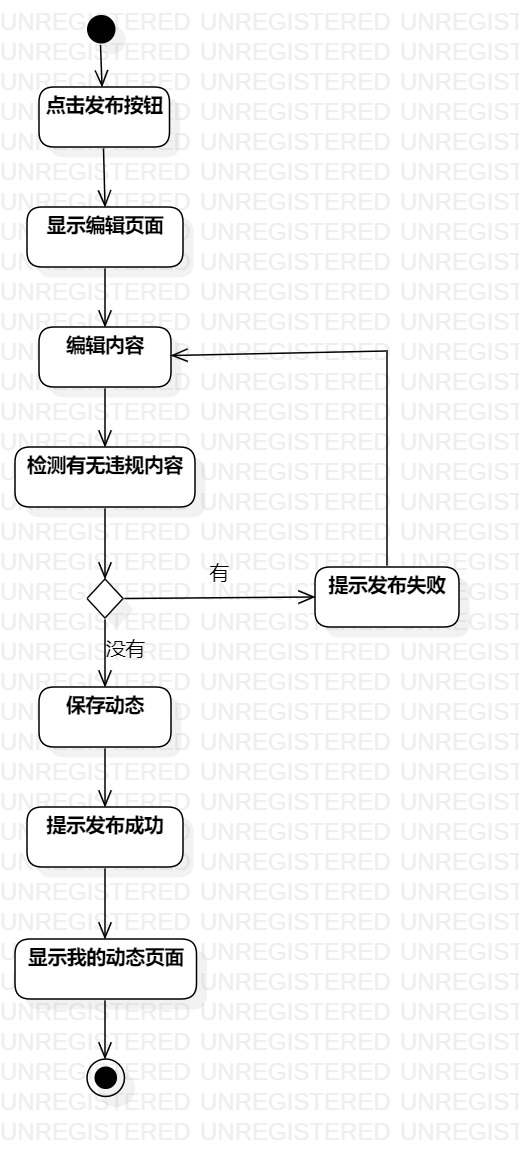 点击发布按钮
显示编辑页面
编辑内容
检测有无违规内容
有
提示发布失败
没有
保存动态
提示发布成功
显示我的动态页面
UNREGISTERED